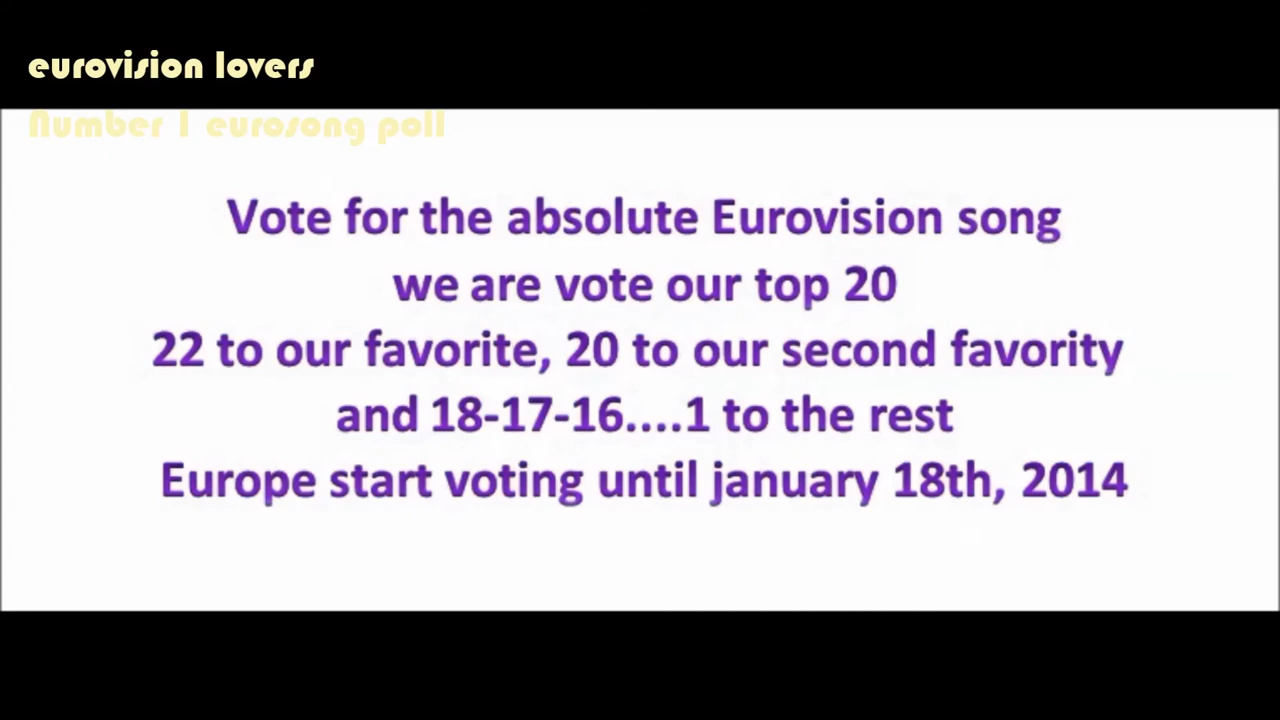 eurovision lovers
Number 1 eurosong poll
Vote for the absolute Eurovision song
we are vote our top 20
22 to our favorite, 20 to our second favority
and 18-17-16....1 to the rest
Europe start voting until january 18th, 2014